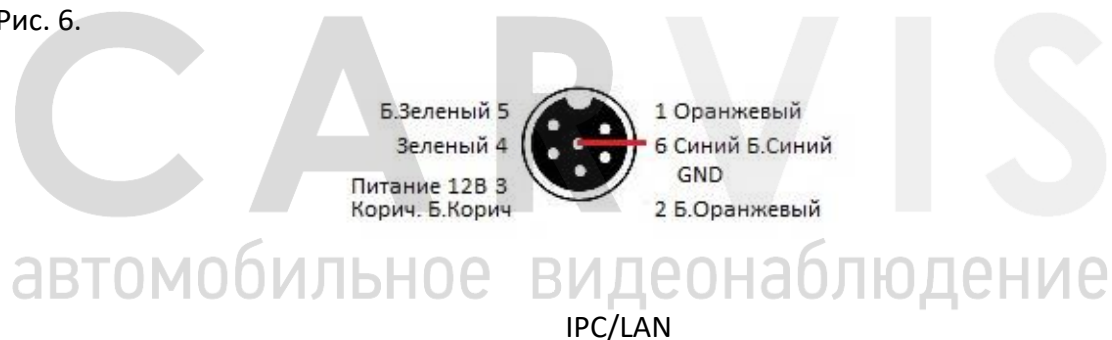 Рис. 6.
CARVIS
Б.Зеленый 5
1 Оранжевый
Зеленый 4
6 Синий Б.Синий
GND
Питание 12В 3
Корич. Б.Корич
2 Б.Оранжевый
автомобильное видеонаблюдение
IPC/LAN